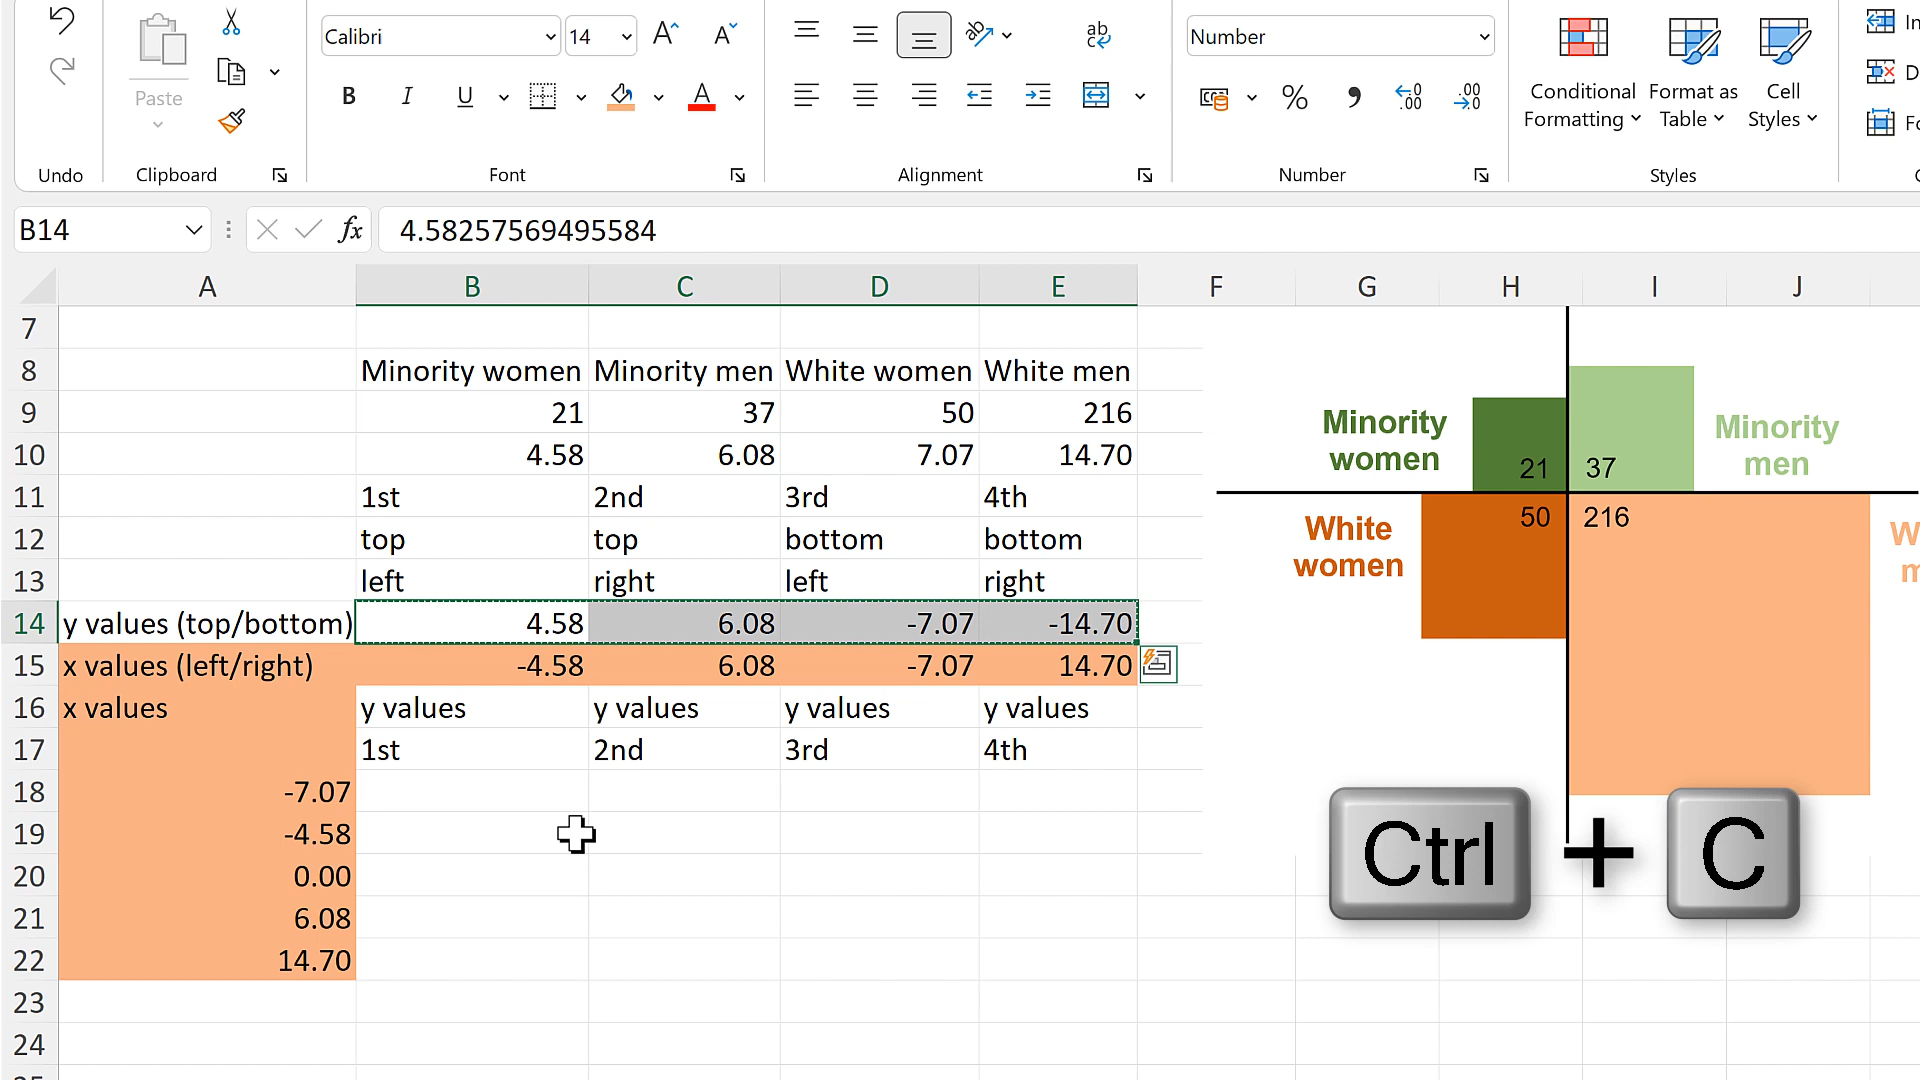 Calibri
14
Number
Paste
B I U
Conditional Formatting
Format as Table
Cell Styles
Undo
Clipboard
Font
Alignment
Number
Styles
B14
fx
4.58257569495584
A B C D E F G H I J
7
8 Minority women Minority men White women White men
9 21 37 50 216
10 4.58 6.08 7.07 14.70
11 1st 2nd 3rd 4th
12 top top bottom bottom
13 left right left right
14 y values (top/bottom) 4.58 6.08 -7.07 -14.70
15 x values (left/right) -4.58 6.08 -7.07 14.70
16 x values y values y values y values y values
17 1st 2nd 3rd 4th
18 -7.07
19 -4.58
20 0.00
21 6.08
22 14.70
23
24
Minority
women
21
37
Minority
men
White
women
50
216
Ctrl + C